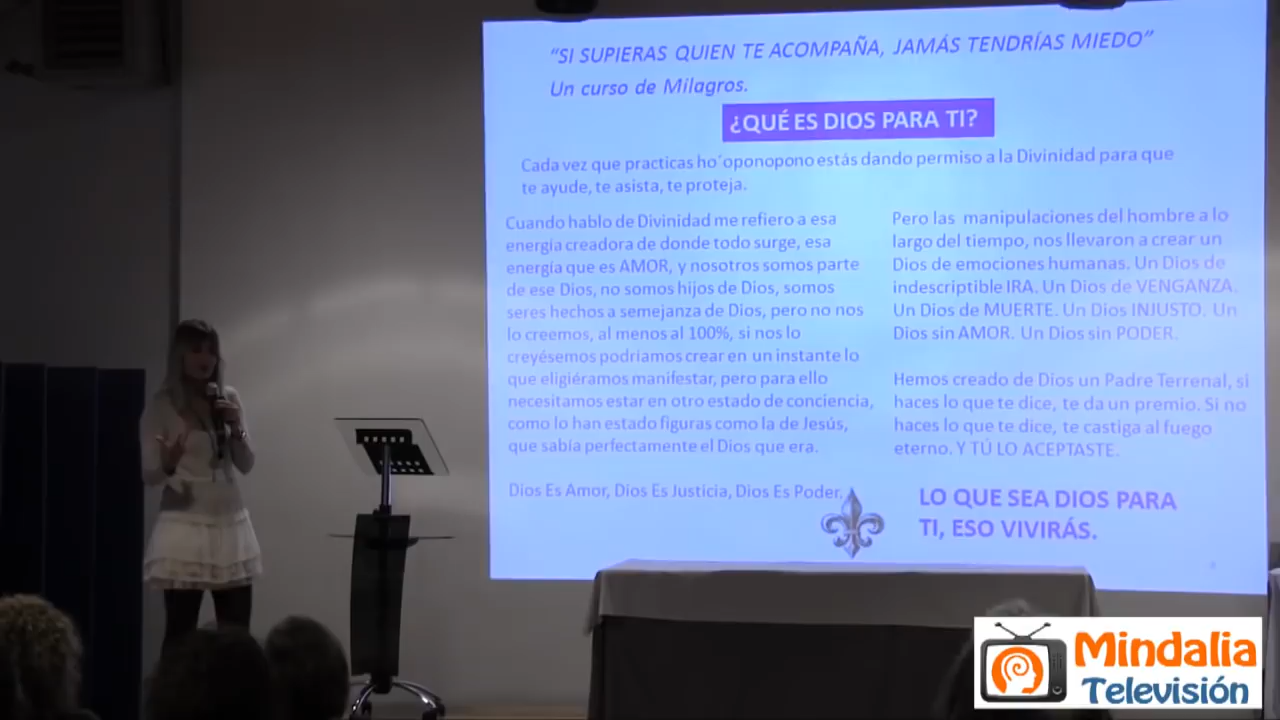 “SI SUPIERAS QUIEN TE ACOMPAÑA, JAMÁS TENDRÍAS MIEDO”
Un curso de Milagros.
¿QUÉ ES DIOS PARA TI?
Cada vez que practicas ho´oponopono estás dando permiso a la Divinidad para que
te ayude, te asista, te proteja.
Cuando hablo de Divinidad me refiero a esa
energía creadora de donde todo surge, esa
energía que es AMOR, y nosotros somos parte
de ese Dios, no somos hijos de Dios, somos
seres hechos a semejanza de Dios, pero no nos
lo creemos, al menos al 100%, si nos lo
creyésemos podriamos crear en un instante lo
que eligiéramos manifestar, pero para ello
necesitamos estar en otro estado de conciencia,
como lo han estado figuras como la de Jesús,
que sabía perfectamente el Dios que era.
Dios Es Amor, Dios Es Justicia, Dios Es Poder.
Pero las manipulaciones del hombre a lo
largo del tiempo, nos llevaron a crear un
Dios de emociones humanas. Un Dios de
indescriptible IRA. Un Dios de VENGANZA.
Un Dios de MUERTE. Un Dios INJUSTO. Un
Dios sin AMOR. Un Dios sin PODER.
Hemos creado de Dios un Padre Terrenal, si
haces lo que te dice, te da un premio. Si no
haces lo que te dice, te castiga al fuego
eterno. Y TÚ LO ACEPTASTE.
LO QUE SEA DIOS PARA
TI, ESO VIVIRÁS.
Mindalia
Televisión